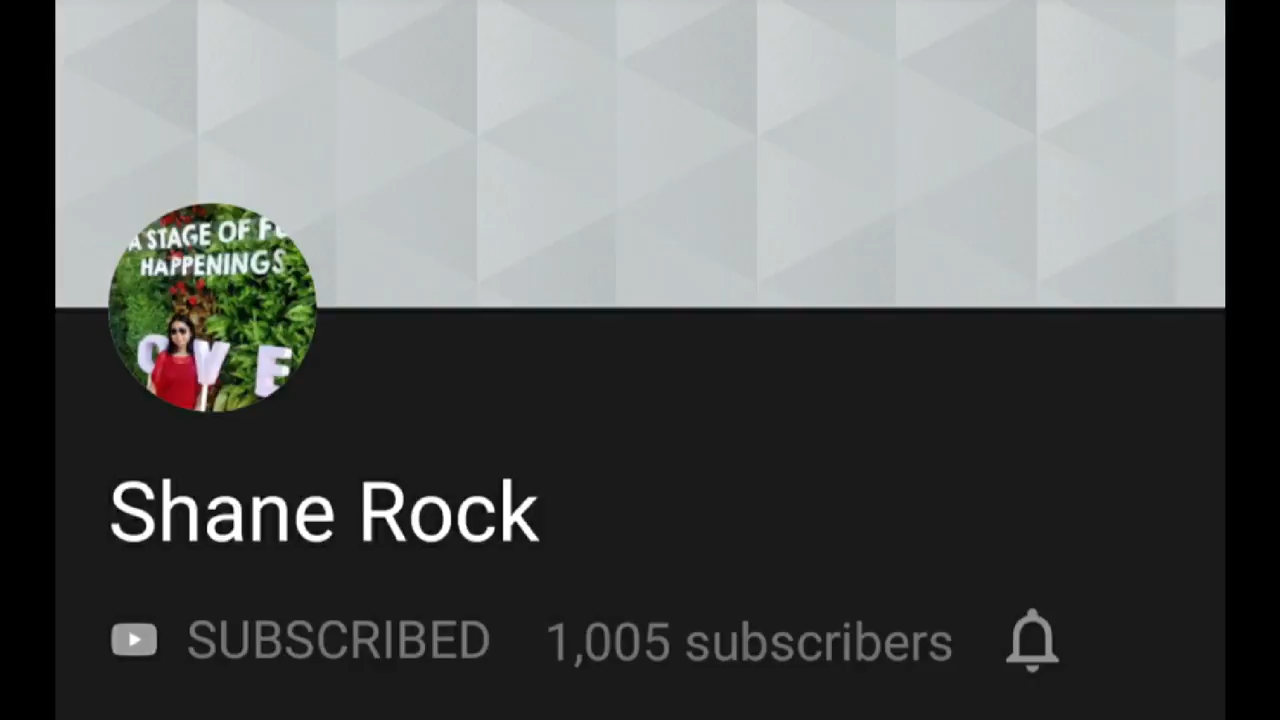 A STAGE OF
HAPPENINGS
O V E
Shane Rock
SUBSCRIBED 1,005 subscribers